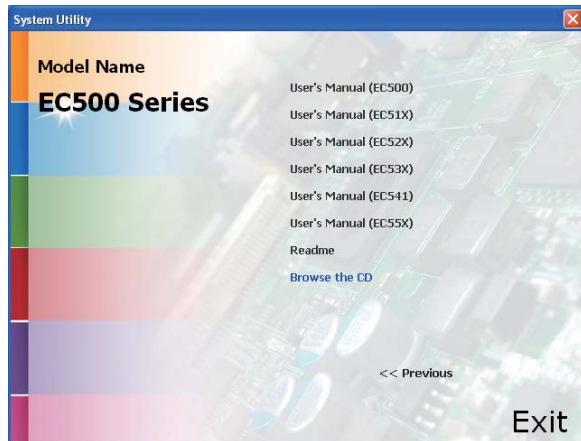 System Utility
Model Name
EC500 Series
User's Manual (EC500)
User's Manual (EC51X)
User's Manual (EC52X)
User's Manual (EC53X)
User's Manual (EC541)
User's Manual (EC55X)
Readme
Browse the CD
<< Previous
Exit